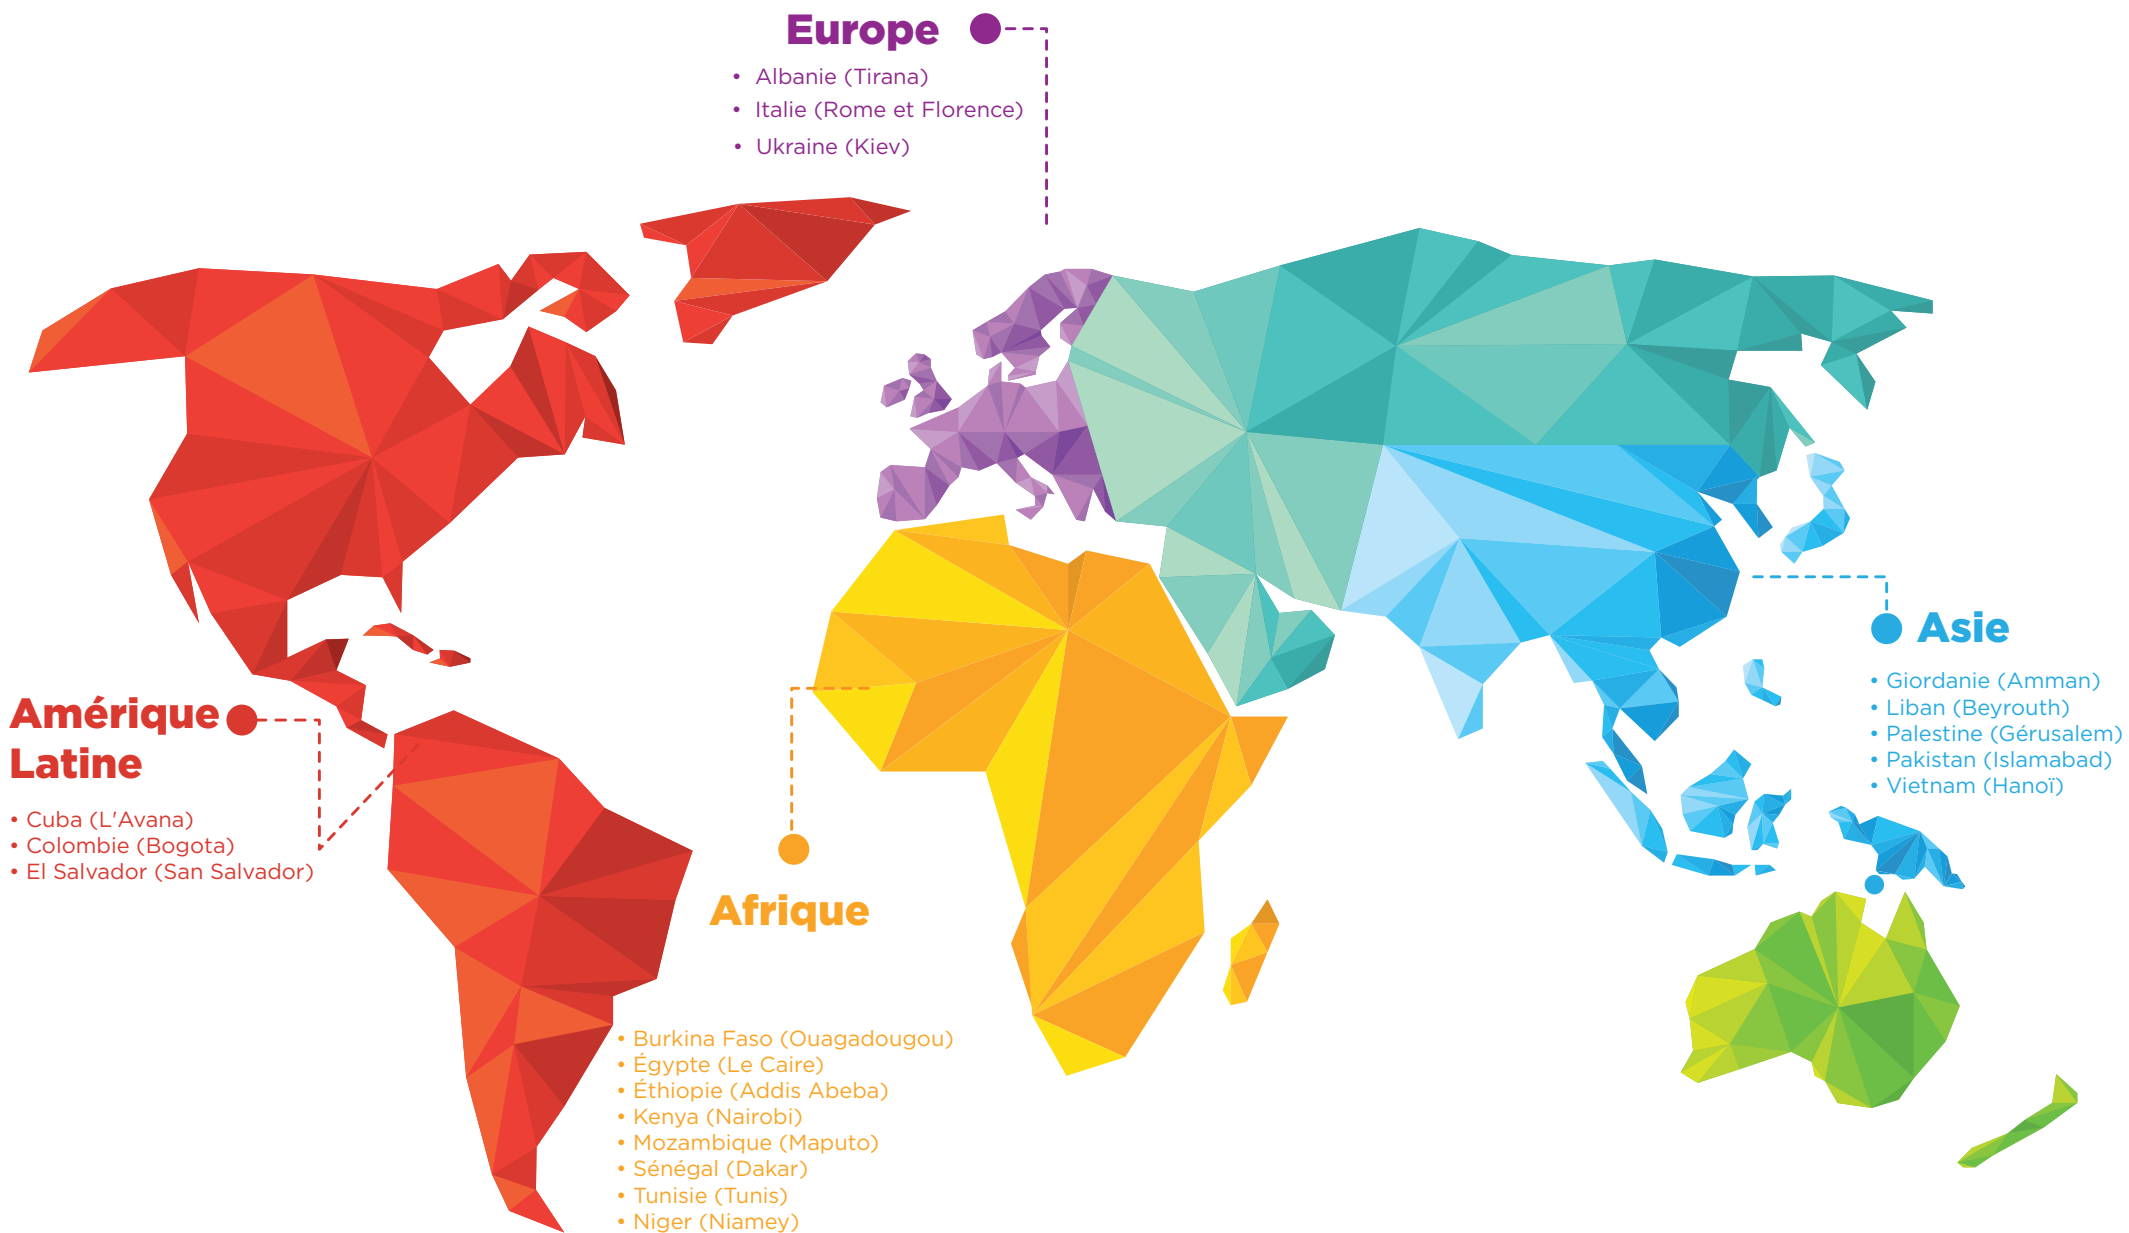 Europe
• Albanie (Tirana)
• Italie (Rome et Florence)
• Ukraine (Kiev)
Amérique
Latine
• Cuba (L'Avana)
• Colombie (Bogota)
• El Salvador (San Salvador)
Afrique
• Burkina Faso (Ouagadougou)
• Égypte (Le Caire)
• Éthiopie (Addis Abeba)
• Kenya (Nairobi)
• Mozambique (Maputo)
• Sénégal (Dakar)
• Tunisie (Tunis)
• Niger (Niamey)
Asie
• Giordanie (Amman)
• Liban (Beyrouth)
• Palestine (Gérusalem)
• Pakistan (Islamabad)
• Vietnam (Hanoï)